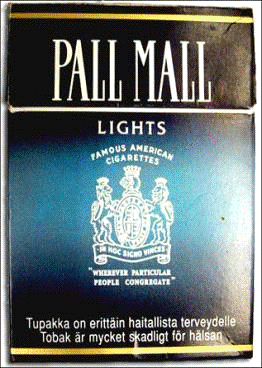 PALL MALL
LIGHTS
FAMOUS AMERICAN
CIGARETTES
IN HOC SIGNO VINCES
"WHEREVER PARTICULAR
PEOPLE CONGREGATE"
Tupakka on erittäin haitallista terveydelle
Tobak är mycket skadligt för hälsan